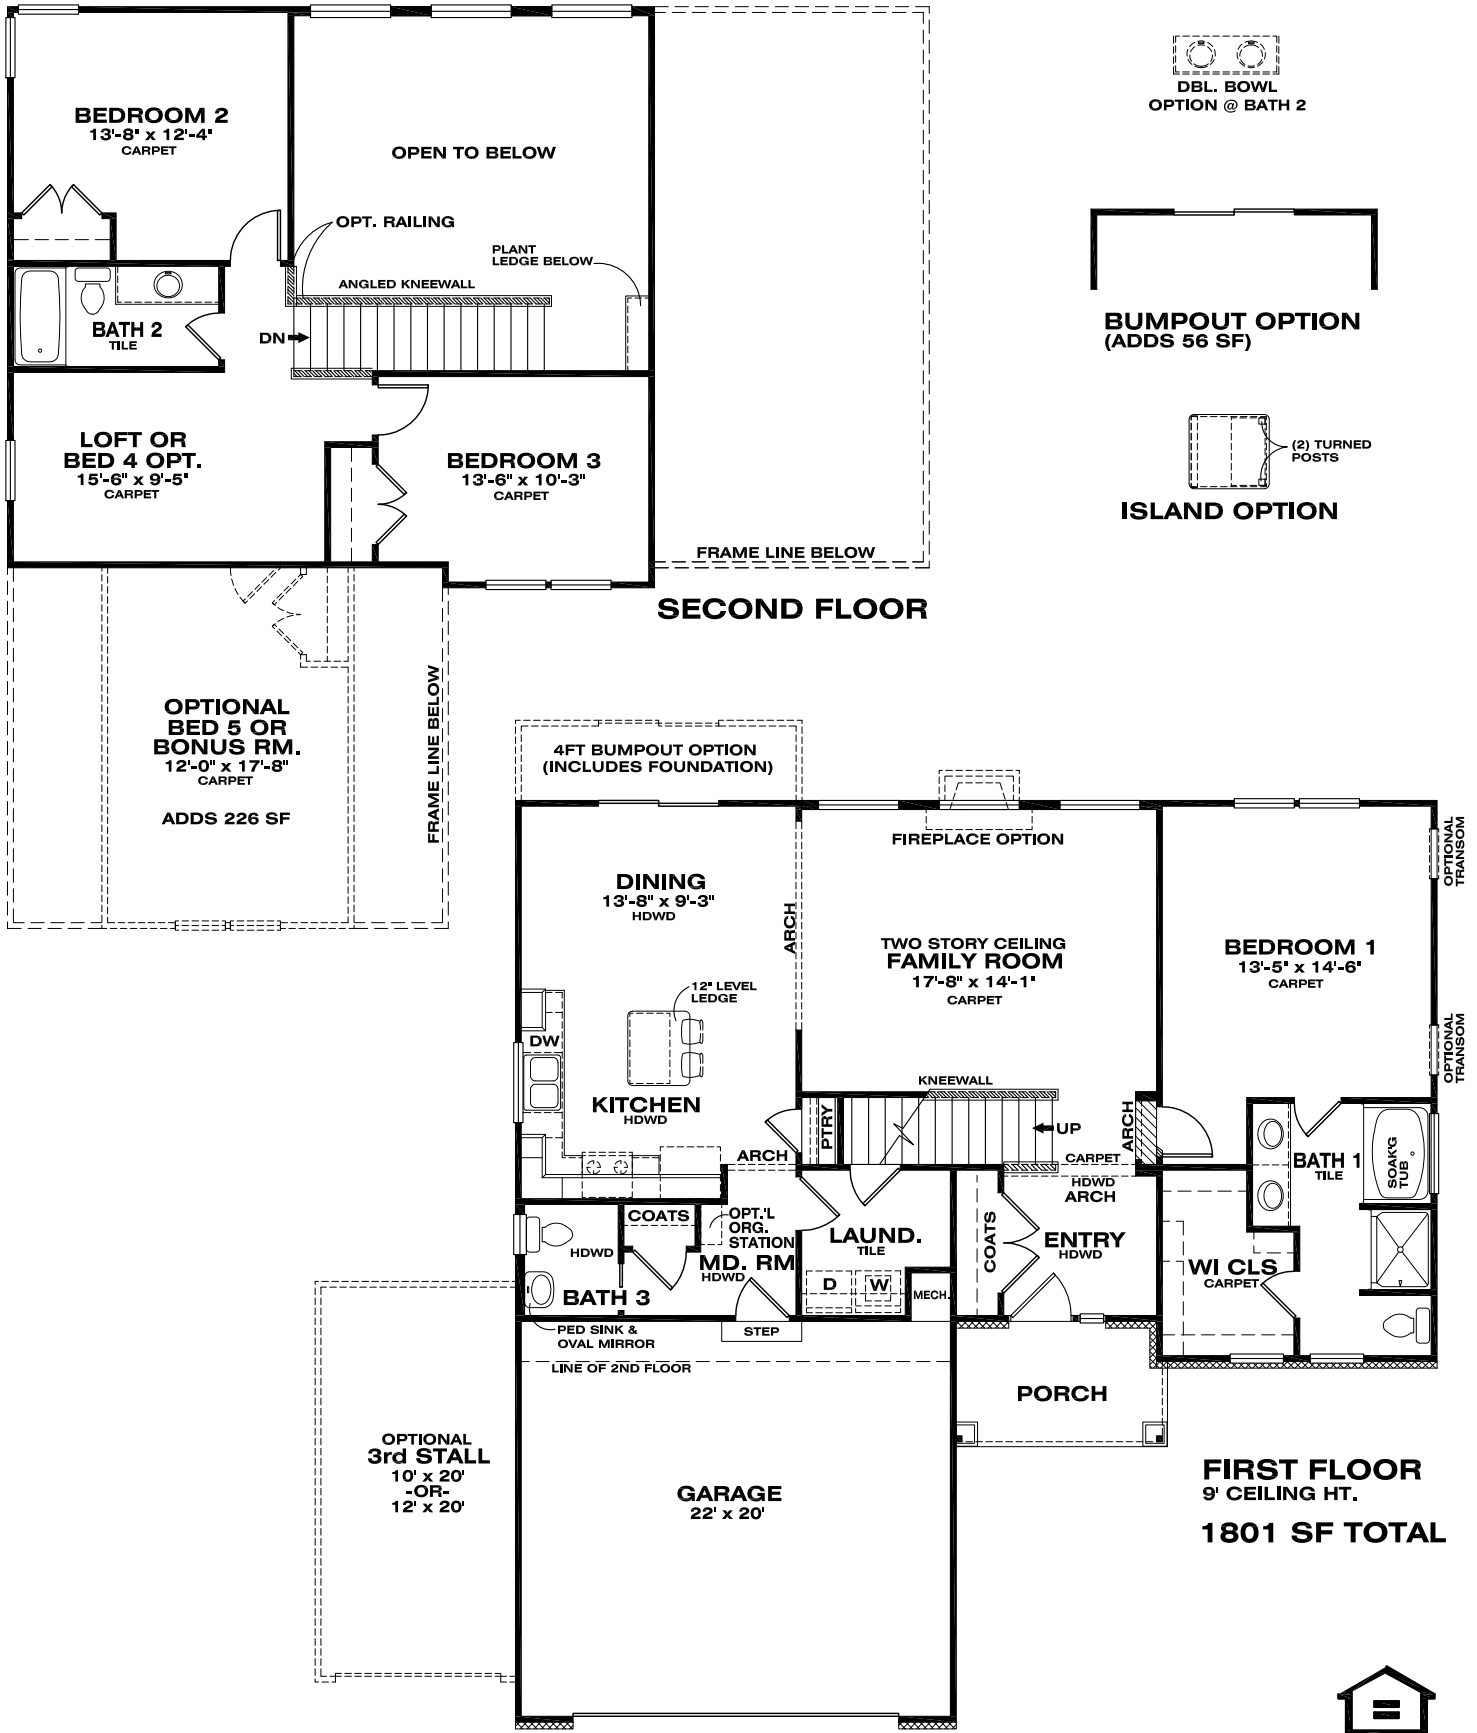 BEDROOM 2
13'-8" x 12'-4"
CARPET
OPEN TO BELOW
OPT. RAILING
PLANT
LEDGE BELOW
ANGLED KNEEWALL
DN
BATH 2
TILE
LOFT OR
BED 4 OPT.
15'-6" x 9'-5"
CARPET
BEDROOM 3
13'-6" x 10'-3"
CARPET
FRAME LINE BELOW
SECOND FLOOR
DBL. BOWL
OPTION @ BATH 2
BUMPOUT OPTION
(ADDS 56 SF)
(2) TURNED
POSTS
ISLAND OPTION
OPTIONAL
BED 5 OR
BONUS RM.
12'-0" x 17'-8"
CARPET
ADDS 226 SF
FRAME LINE BELOW
4FT BUMPOUT OPTION
(INCLUDES FOUNDATION)
FIREPLACE OPTION
DINING
13'-8" x 9'-3"
HDWD
ARCH
TWO STORY CEILING
FAMILY ROOM
17'-8" x 14'-1"
CARPET
BEDROOM 1
13'-5" x 14'-6"
CARPET
OPTIONAL
TRANSOM
OPTIONAL
TRANSOM
12" LEVEL
LEDGE
DW
KITCHEN
HDWD
KNEEWALL
PTRY
UP
ARCH
ARCH
CARPET
HDWD
ARCH
BATH 1
TILE
SOAK'G
TUB
COATS
OPT.'L
ORG.
STATION
HDWD
MD. RM
HDWD
BATH 3
LAUND.
TILE
D
W
MECH.
COATS
ENTRY
HDWD
WI CLS
CARPET
PED SINK &
OVAL MIRROR
STEP
LINE OF 2ND FLOOR
PORCH
OPTIONAL
3rd STALL
10' x 20'
-OR-
12' x 20'
GARAGE
22' x 20'
FIRST FLOOR
9' CEILING HT.
1801 SF TOTAL